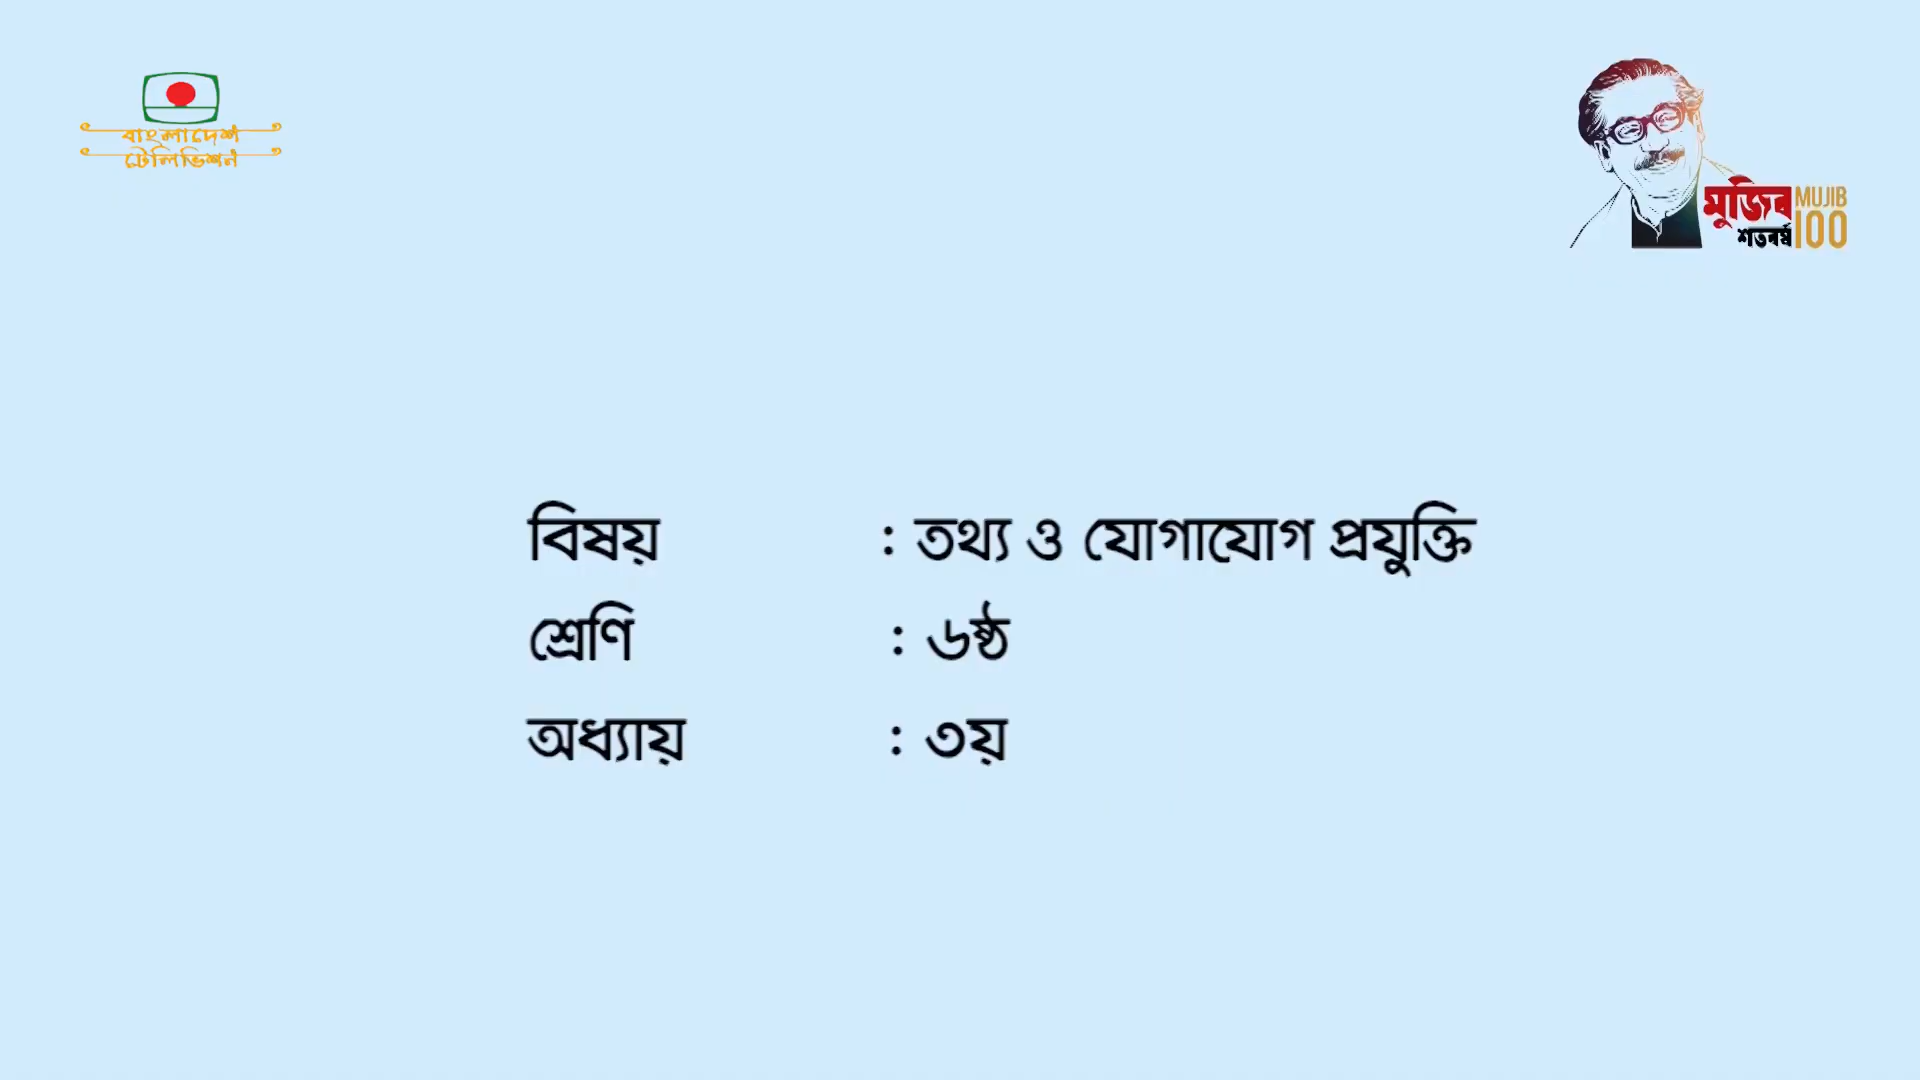 বাংলাদেশ
টেলিভিশন
মুজিব MUJIB
শতবর্ষ 100
বিষয় : তথ্য ও যোগাযোগ প্রযুক্তি
শ্রেণি : ৬ষ্ঠ
অধ্যায় : ৩য়